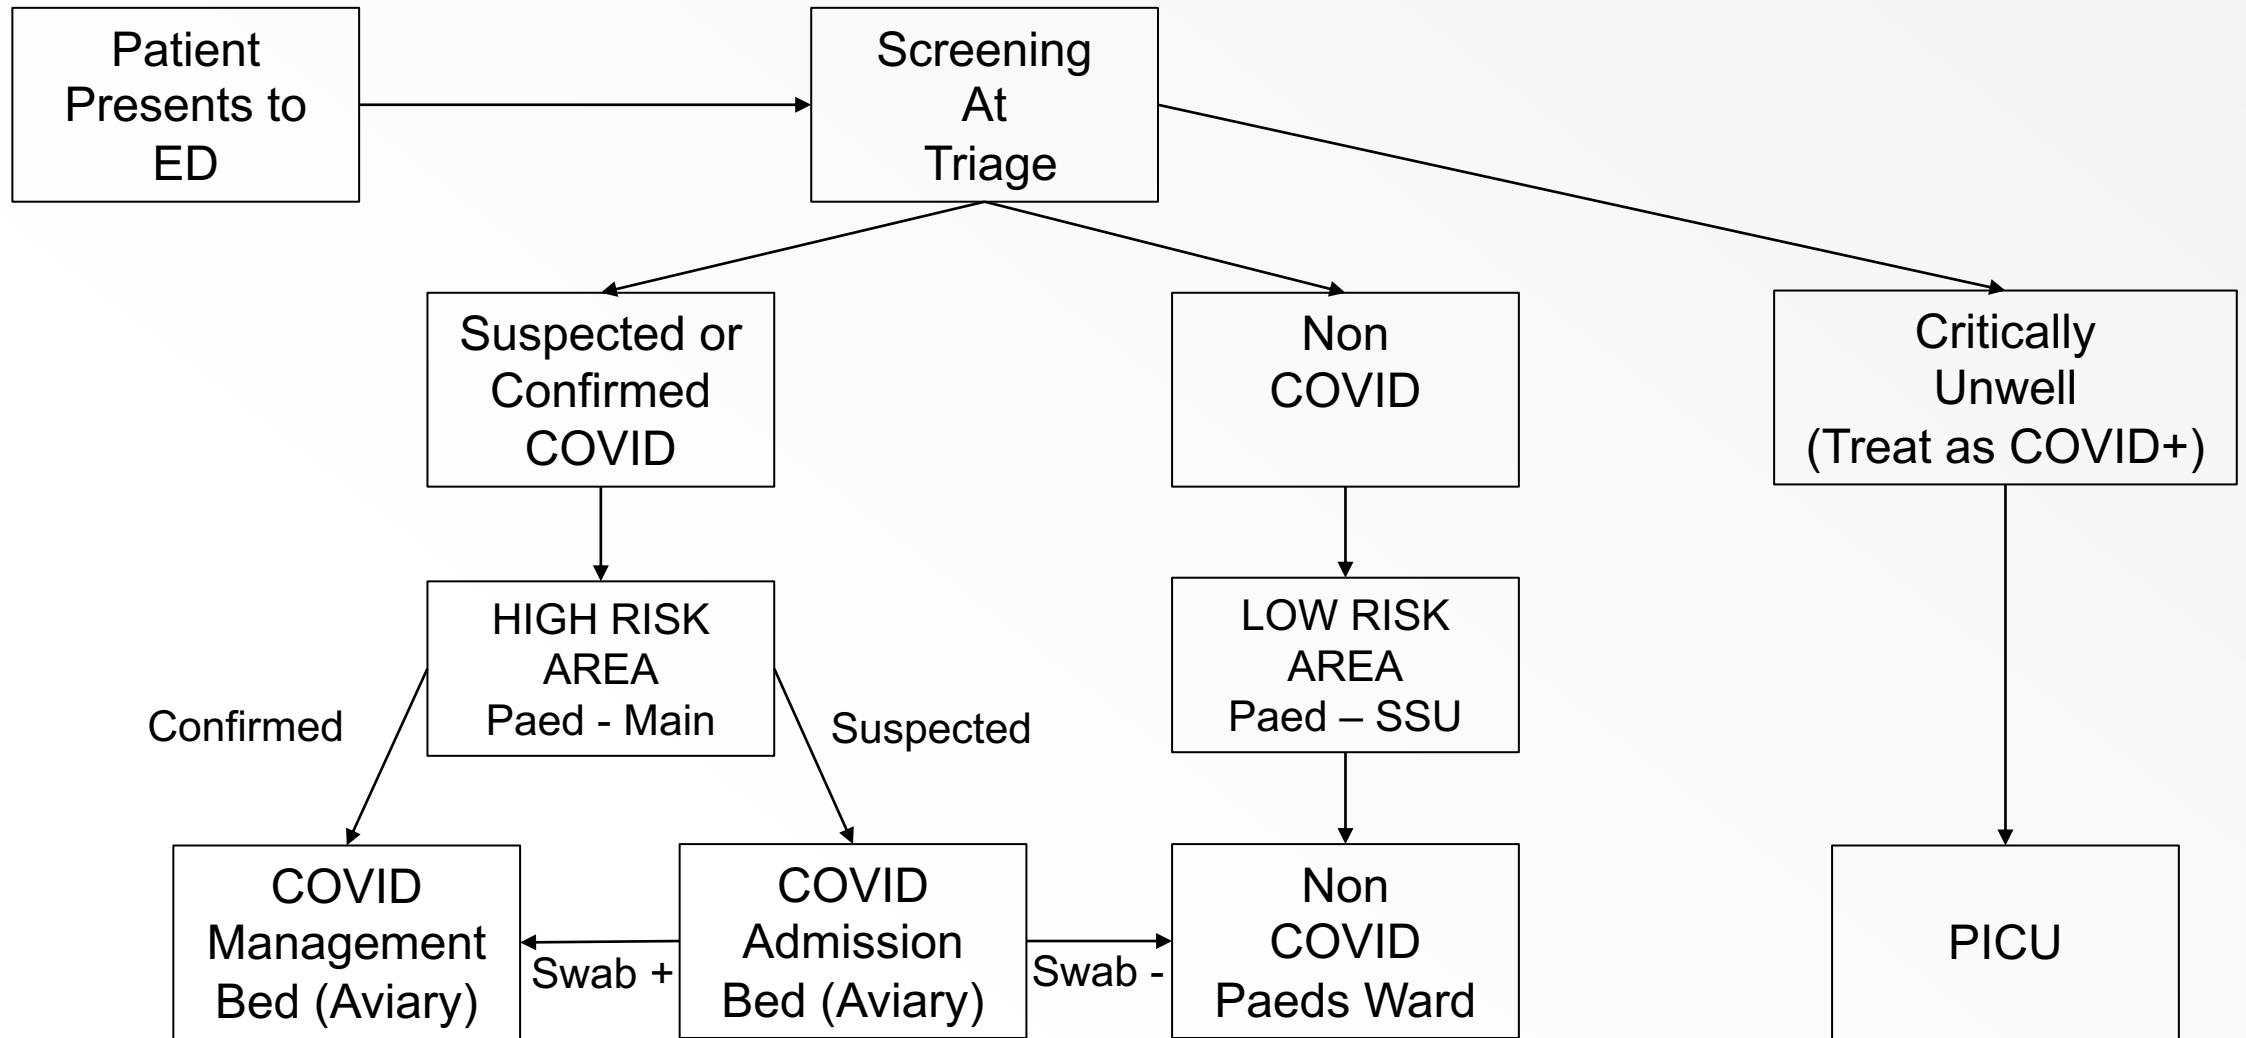 Patient
Presents to
ED
Screening
At
Triage
Suspected or
Confirmed
COVID
Non
COVID
Critically
Unwell
(Treat as COVID+)
HIGH RISK
AREA
Paed - Main
LOW RISK
AREA
Paed – SSU
Confirmed
Suspected
COVID
Management
Bed (Aviary)
Swab +
COVID
Admission
Bed (Aviary)
Swab -
Non
COVID
Paeds Ward
PICU